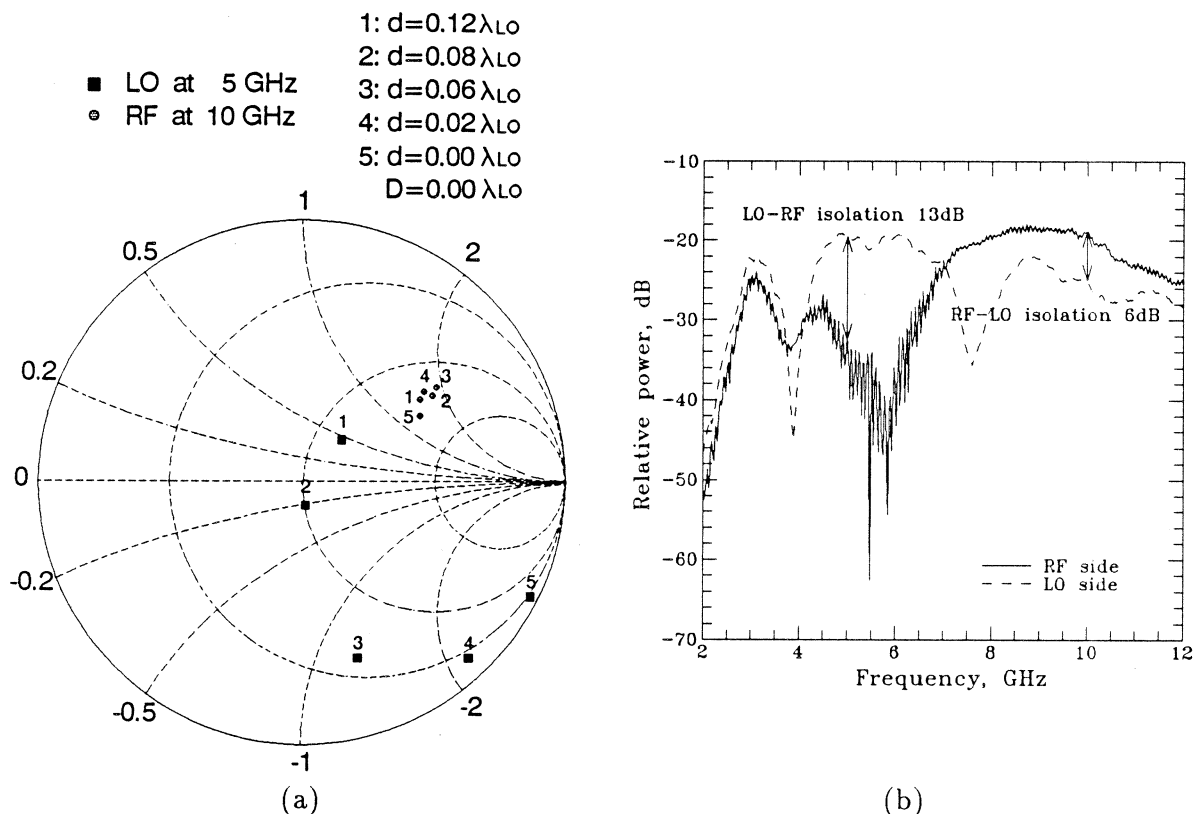 1: d=0.12λLO
2: d=0.08λLO
3: d=0.06λLO
4: d=0.02λLO
5: d=0.00λLO
D=0.00λLO
■ LO at 5 GHz
RF at 10 GHz
1
0.5
2
0.2
4 3
1 2
5
1
0
2
-0.2
5
3
4
-0.5
-2
-1
(a)
-10
-20
-30
-40
-50
-60
-70
Relative power, dB
LO-RF isolation 13dB
RF-LO isolation 6dB
RF side
LO side
2 4 6 8 10 12
Frequency, GHz
(b)